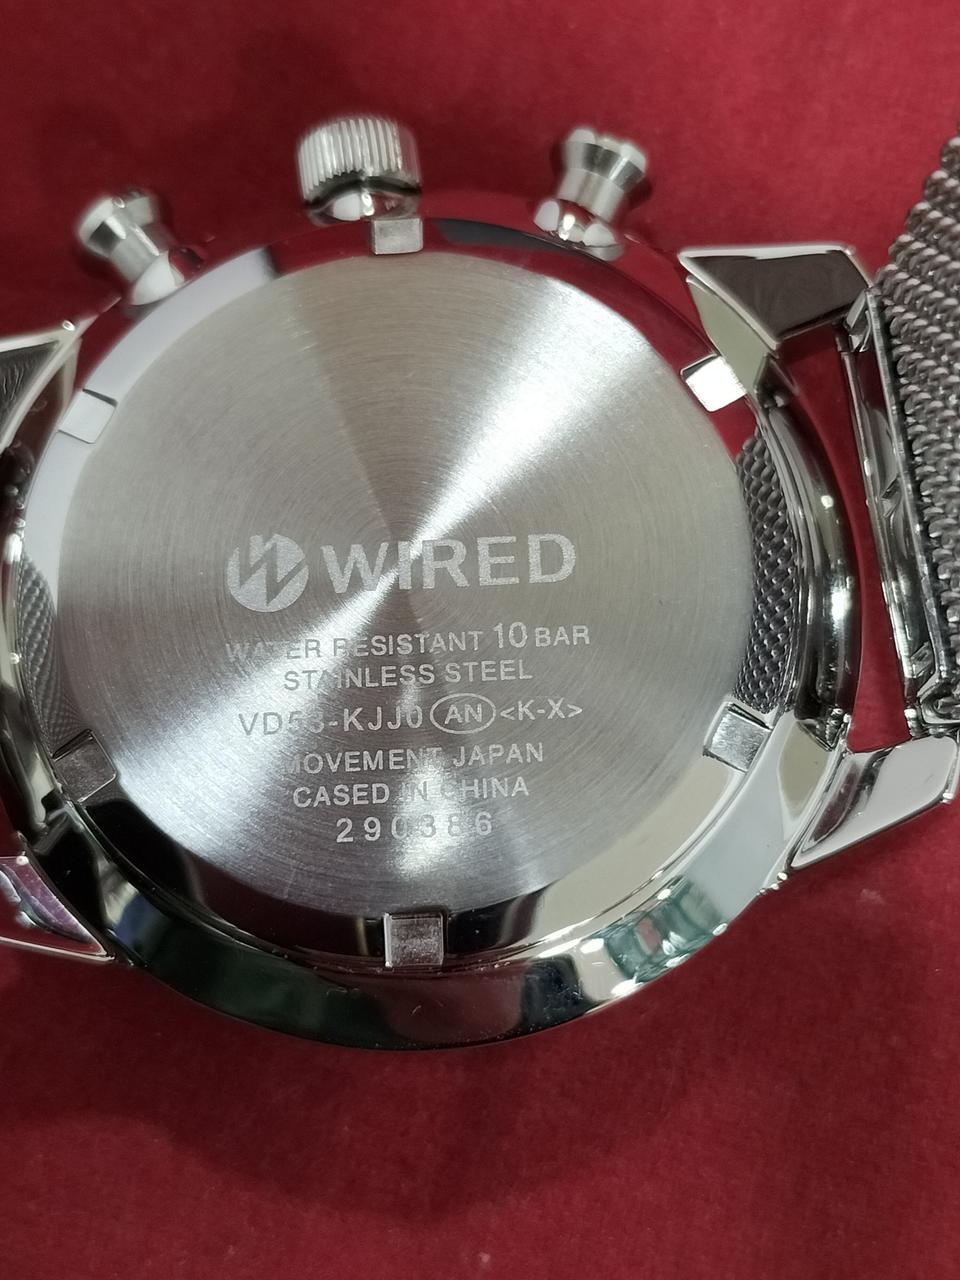 WIRED
WATER RESISTANT 10 BAR
STAINLESS STEEL
VD53-KJJ0 AN <K-X>
MOVEMENT JAPAN
CASED IN CHINA
290386